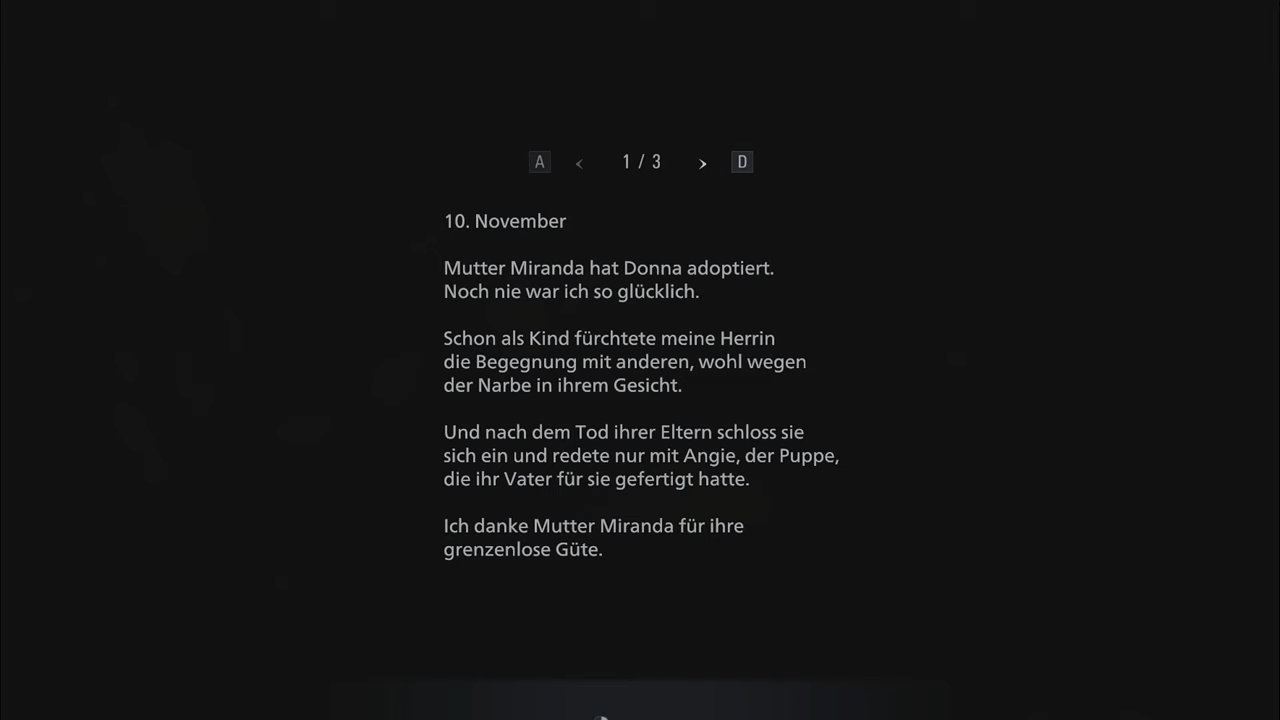 A < 1 / 3 > D
10. November
Mutter Miranda hat Donna adoptiert.
Noch nie war ich so glücklich.
Schon als Kind fürchtete meine Herrin
die Begegnung mit anderen, wohl wegen
der Narbe in ihrem Gesicht.
Und nach dem Tod ihrer Eltern schloss sie
sich ein und redete nur mit Angie, der Puppe,
die ihr Vater für sie gefertigt hatte.
Ich danke Mutter Miranda für ihre
grenzenlose Güte.